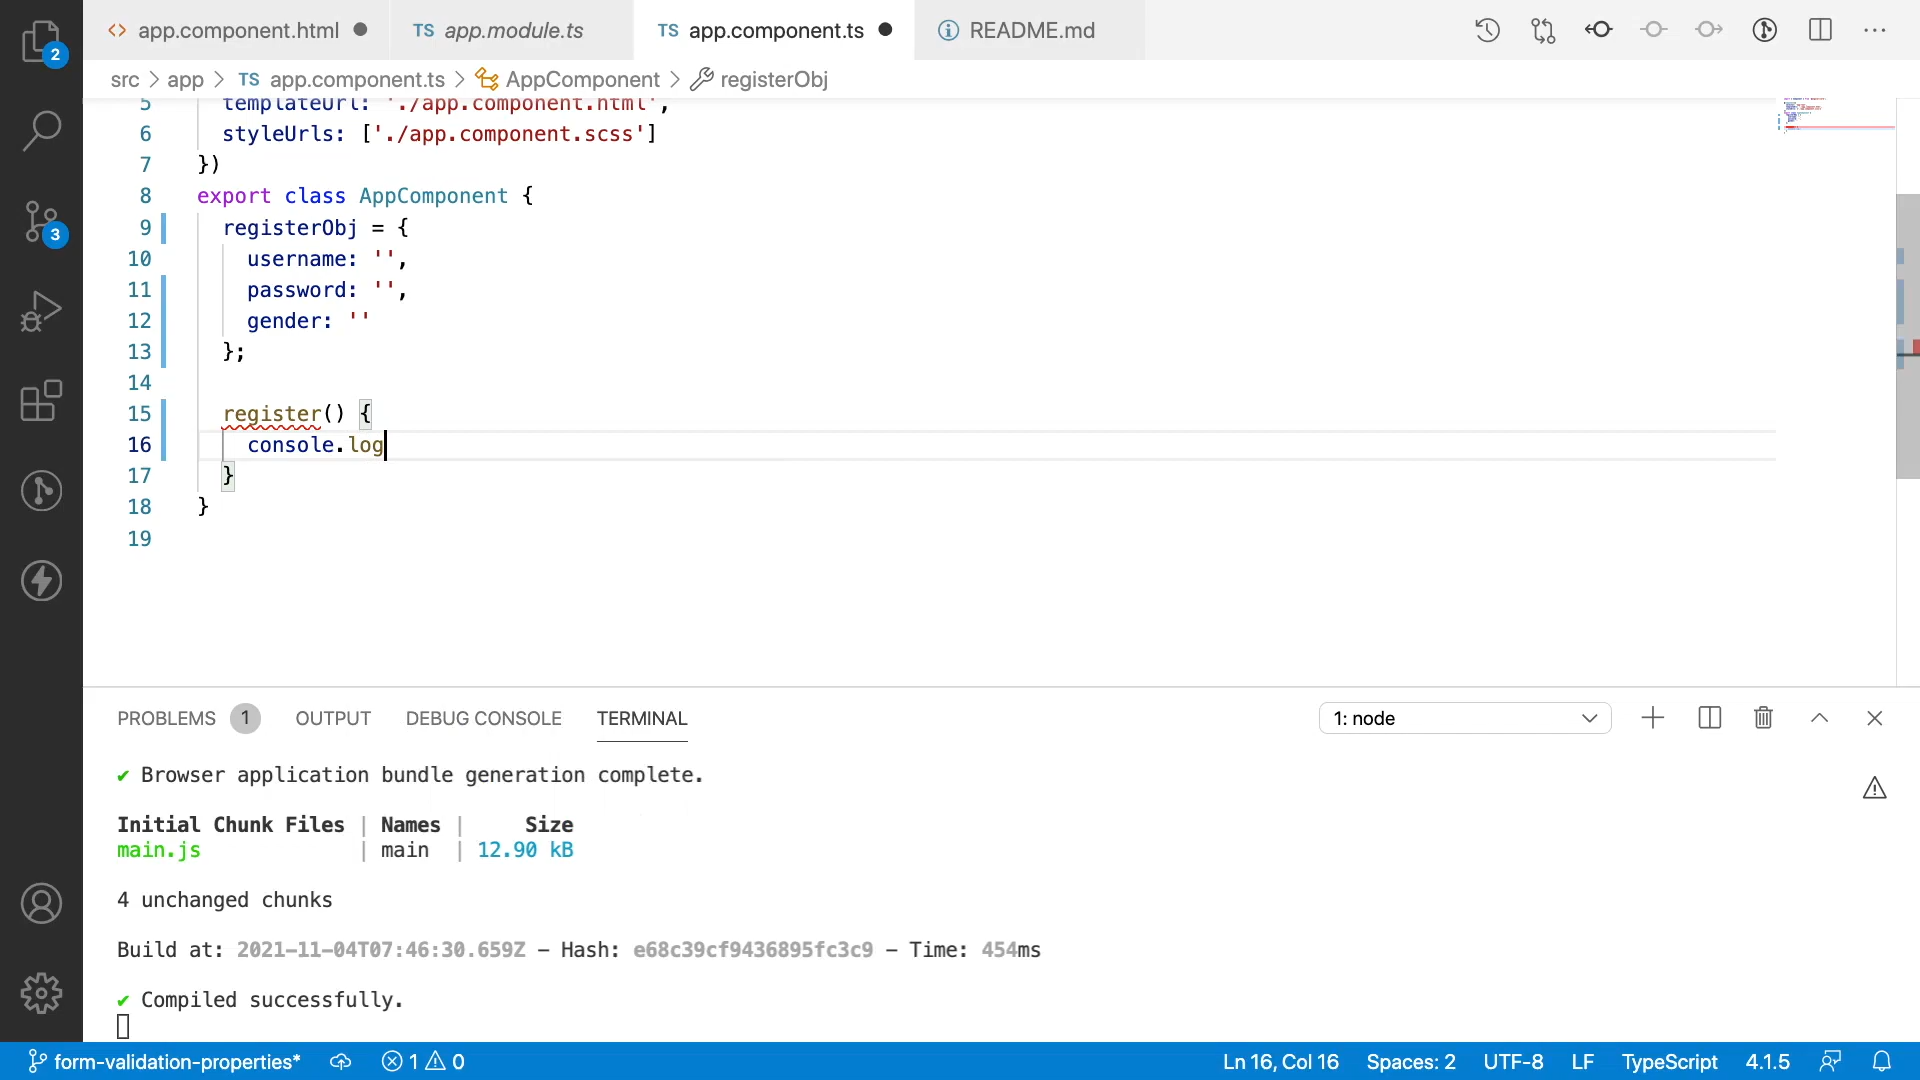 app.component.html
TS app.module.ts
TS app.component.ts
README.md
src > app > TS app.component.ts > AppComponent > registerObj
5 templateUrl: './app.component.html',
6 styleUrls: ['./app.component.scss']
7 })
8 export class AppComponent {
9 registerObj = {
10 username: '',
11 password: '',
12 gender: ''
13 };
14
15 register() {
16 console.log
17 }
18 }
19
2
3
PROBLEMS 1 OUTPUT DEBUG CONSOLE TERMINAL
1: node
✔ Browser application bundle generation complete.
Initial Chunk Files | Names | Size
main.js | main | 12.90 kB
4 unchanged chunks
Build at: 2021-11-04T07:46:30.659Z - Hash: e68c39cf9436895fc3c9 - Time: 454ms
✔ Compiled successfully.
form-validation-properties* 1 0 Ln 16, Col 16 Spaces: 2 UTF-8 LF TypeScript 4.1.5